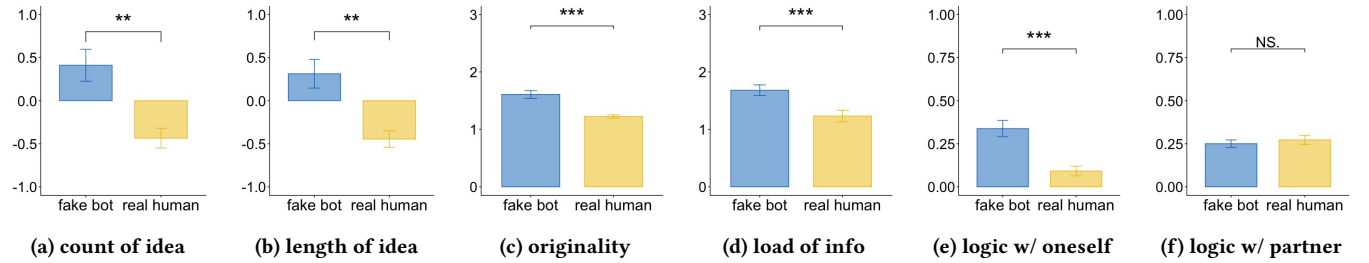 1.0
0.5
0.0
-0.5
-1.0
**
fake bot real human
(a) count of idea
1.0
0.5
0.0
-0.5
-1.0
**
fake bot real human
(b) length of idea
3
2
1
0
***
fake bot real human
(c) originality
3
2
1
0
***
fake bot real human
(d) load of info
1.00
0.75
0.50
0.25
0.00
***
fake bot real human
(e) logic w/ oneself
1.00
0.75
0.50
0.25
0.00
NS.
fake bot real human
(f) logic w/ partner